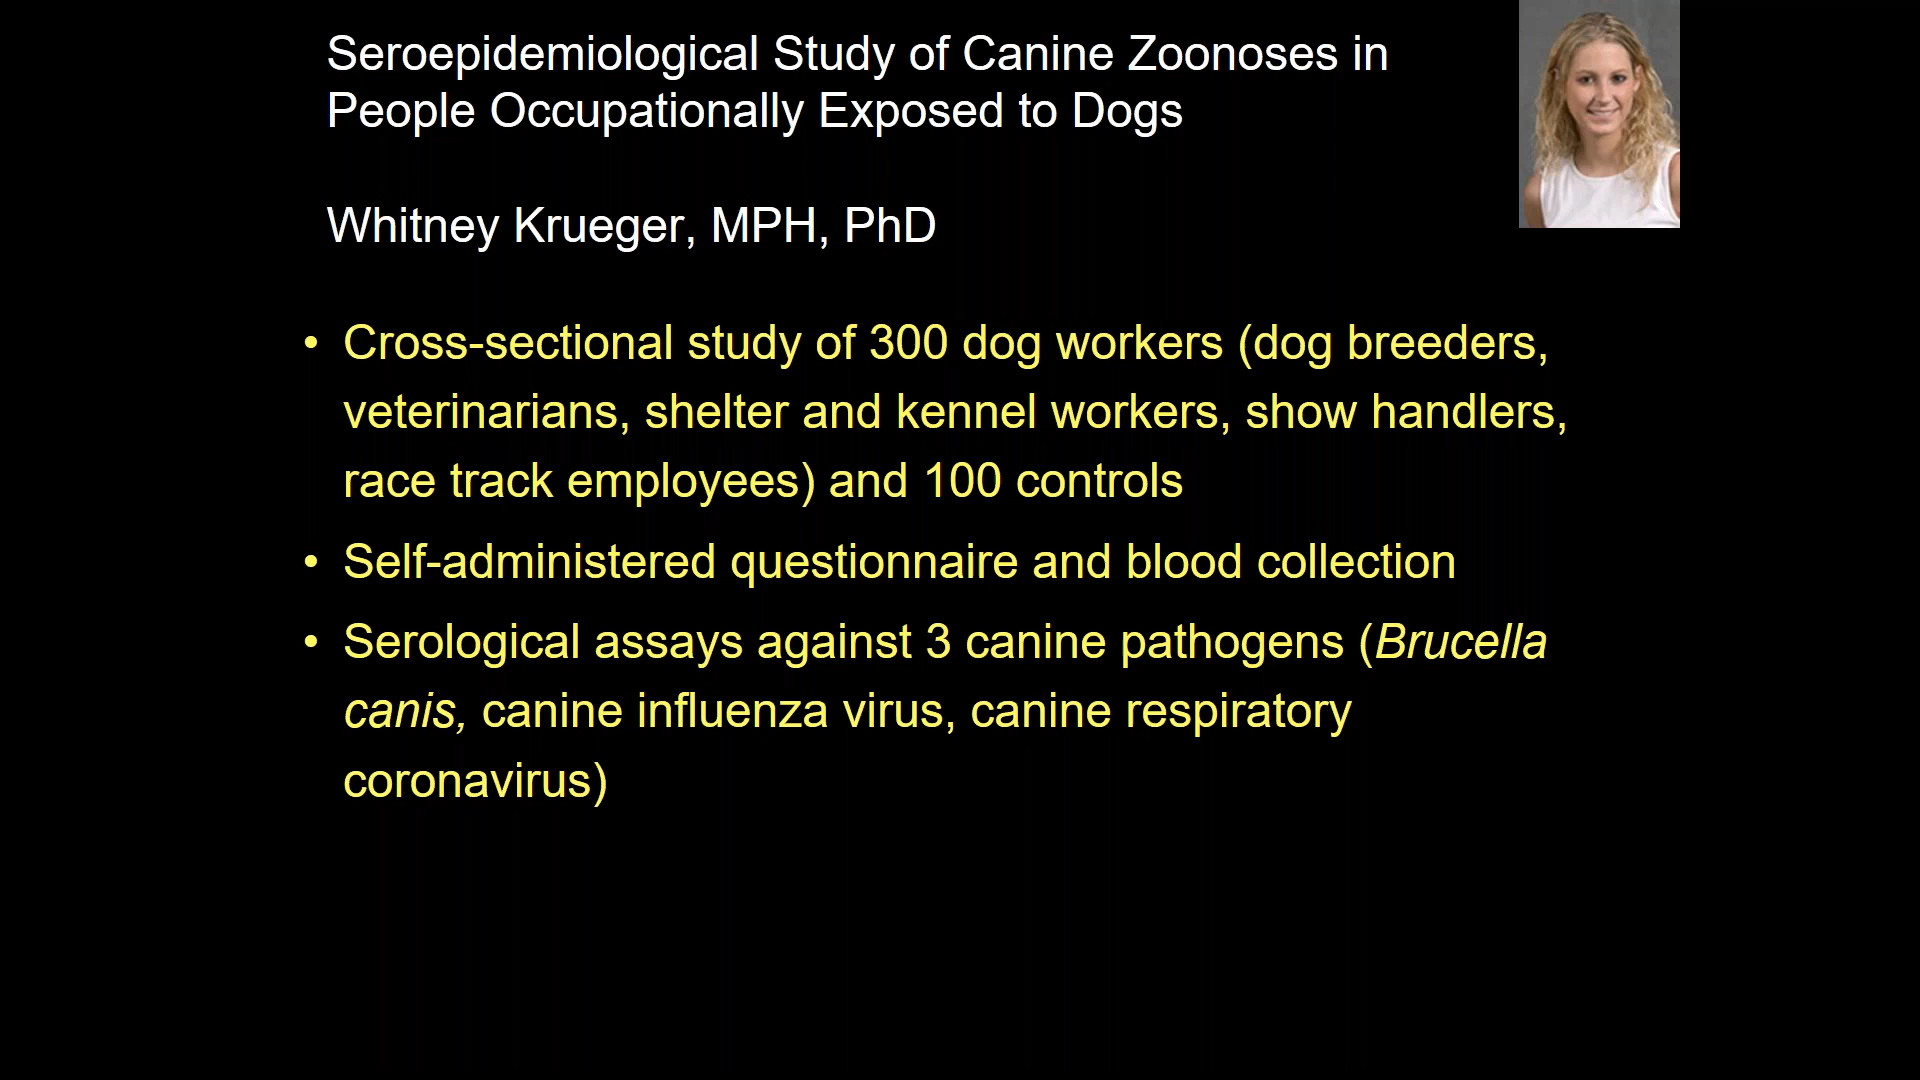 Seroepidemiological Study of Canine Zoonoses in
People Occupationally Exposed to Dogs
Whitney Krueger, MPH, PhD
• Cross-sectional study of 300 dog workers (dog breeders,
veterinarians, shelter and kennel workers, show handlers,
race track employees) and 100 controls
• Self-administered questionnaire and blood collection
• Serological assays against 3 canine pathogens (Brucella
canis, canine influenza virus, canine respiratory
coronavirus)